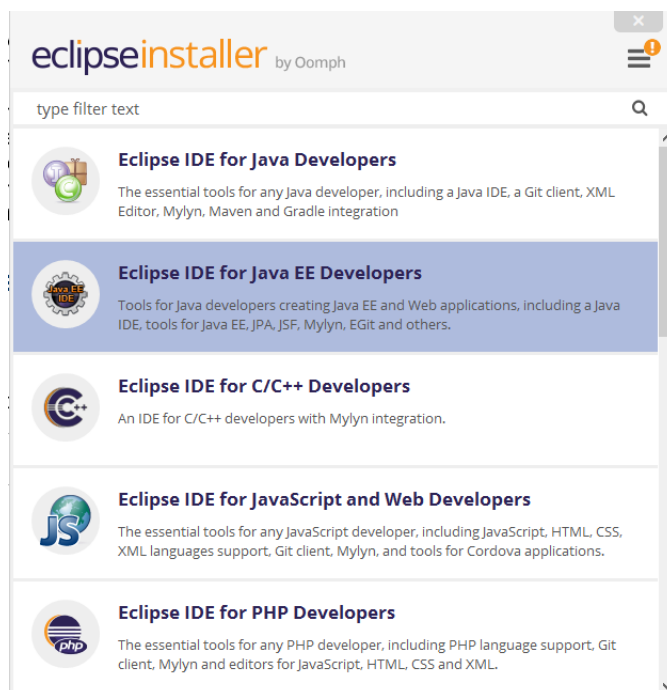 eclipseinstaller by Oomph
type filter text
Eclipse IDE for Java Developers
The essential tools for any Java developer, including a Java IDE, a Git client, XML
Editor, Mylyn, Maven and Gradle integration
Java EE
IDE
Eclipse IDE for Java EE Developers
Tools for Java developers creating Java EE and Web applications, including a Java
IDE, tools for Java EE, JPA, JSF, Mylyn, EGit and others.
C++
Eclipse IDE for C/C++ Developers
An IDE for C/C++ developers with Mylyn integration.
JS
Eclipse IDE for JavaScript and Web Developers
The essential tools for any JavaScript developer, including JavaScript, HTML, CSS,
XML languages support, Git client, Mylyn, and tools for Cordova applications.
php
Eclipse IDE for PHP Developers
The essential tools for any PHP developer, including PHP language support, Git
client, Mylyn and editors for JavaScript, HTML, CSS and XML.